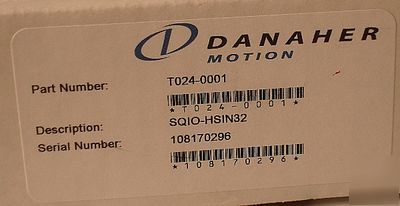 DANAHER
MOTION
Part Number: T024-0001
*T024-0001*
Description: SQIO-HSIN32
Serial Number: 108170296
*108170296*